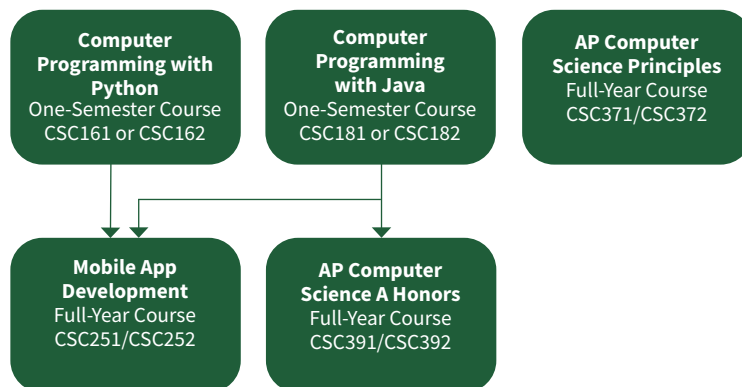 Computer
Programming with
Python
One-Semester Course
CSC161 or CSC162
Computer
Programming
with Java
One-Semester Course
CSC181 or CSC182
AP Computer
Science Principles
Full-Year Course
CSC371/CSC372
Mobile App
Development
Full-Year Course
CSC251/CSC252
AP Computer
Science A Honors
Full-Year Course
CSC391/CSC392